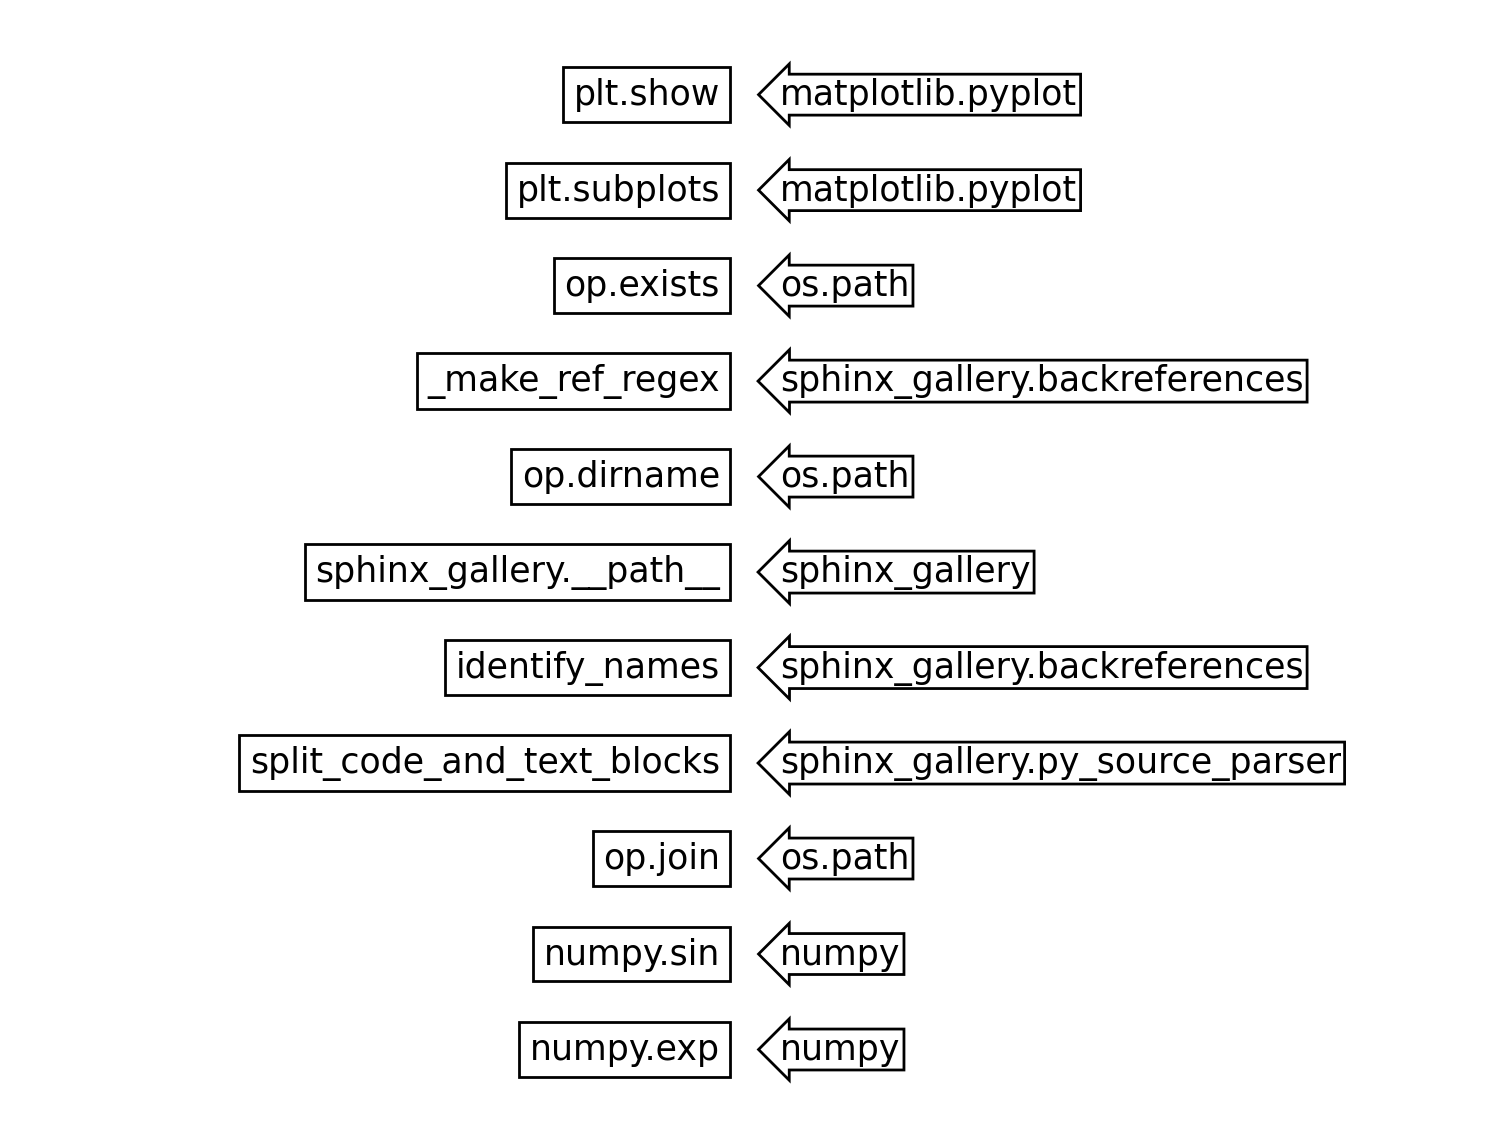 plt.show matplotlib.pyplot
plt.subplots matplotlib.pyplot
op.exists os.path
_make_ref_regex sphinx_gallery.backreferences
op.dirname os.path
sphinx_gallery.__path__ sphinx_gallery
identify_names sphinx_gallery.backreferences
split_code_and_text_blocks sphinx_gallery.py_source_parser
op.join os.path
numpy.sin numpy
numpy.exp numpy